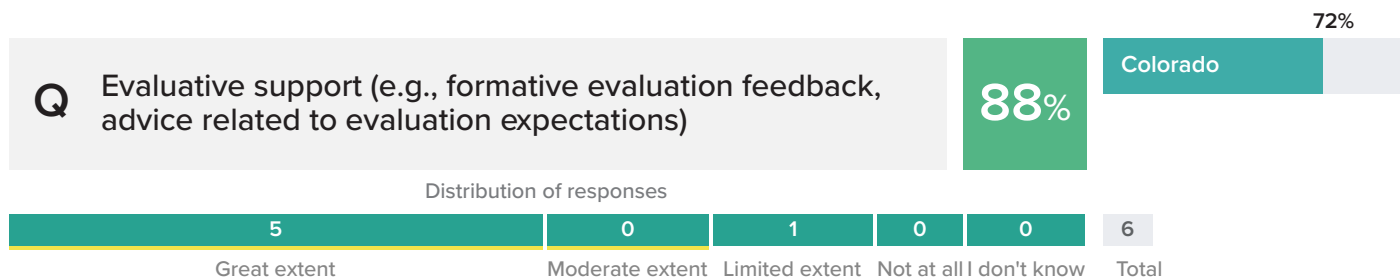 72%
Q Evaluative support (e.g., formative evaluation feedback,
advice related to evaluation expectations)
88%
Colorado
Distribution of responses
5 0 1 0 0 6
Great extent Moderate extent Limited extent Not at all I don't know Total